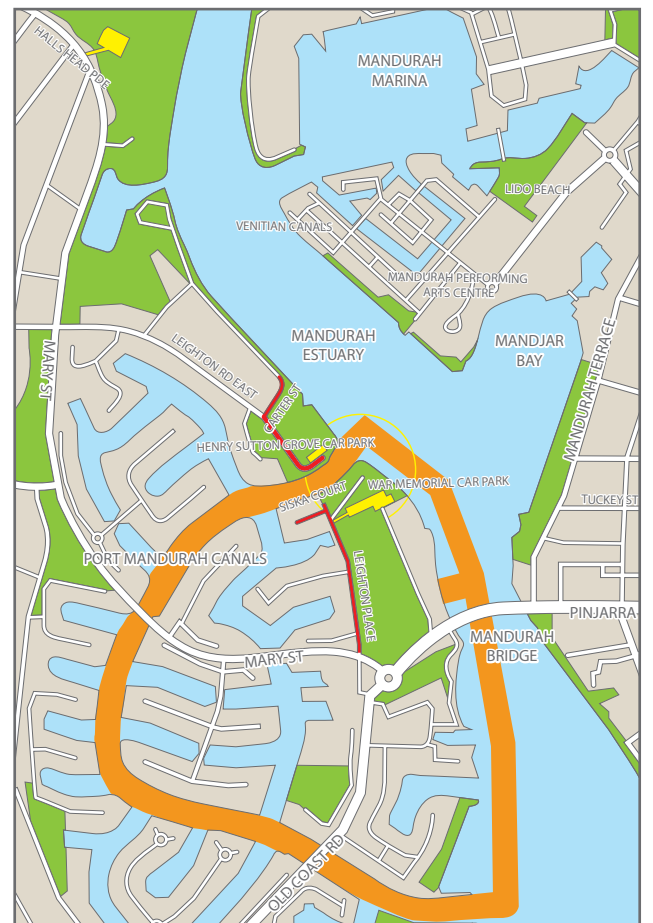 HALLS HEAD PDE
MANDURAH
MARINA
LIDO BEACH
VENITIAN CANALS
MANDURAH PERFORMING
ARTS CENTRE
MANDURAH
ESTUARY
MANDJAR
BAY
MARY ST
LEIGHTON RD EAST
MANDURAH TERRACE
CARTER ST
HENRY SUTTON GROVE CAR PARK
SISKA COURT
WAR MEMORIAL CAR PARK
TUCKEY ST
PORT MANDURAH CANALS
LEIGHTON PLACE
PINJARRA
MANDURAH
BRIDGE
MARY ST
OLD COAST RD